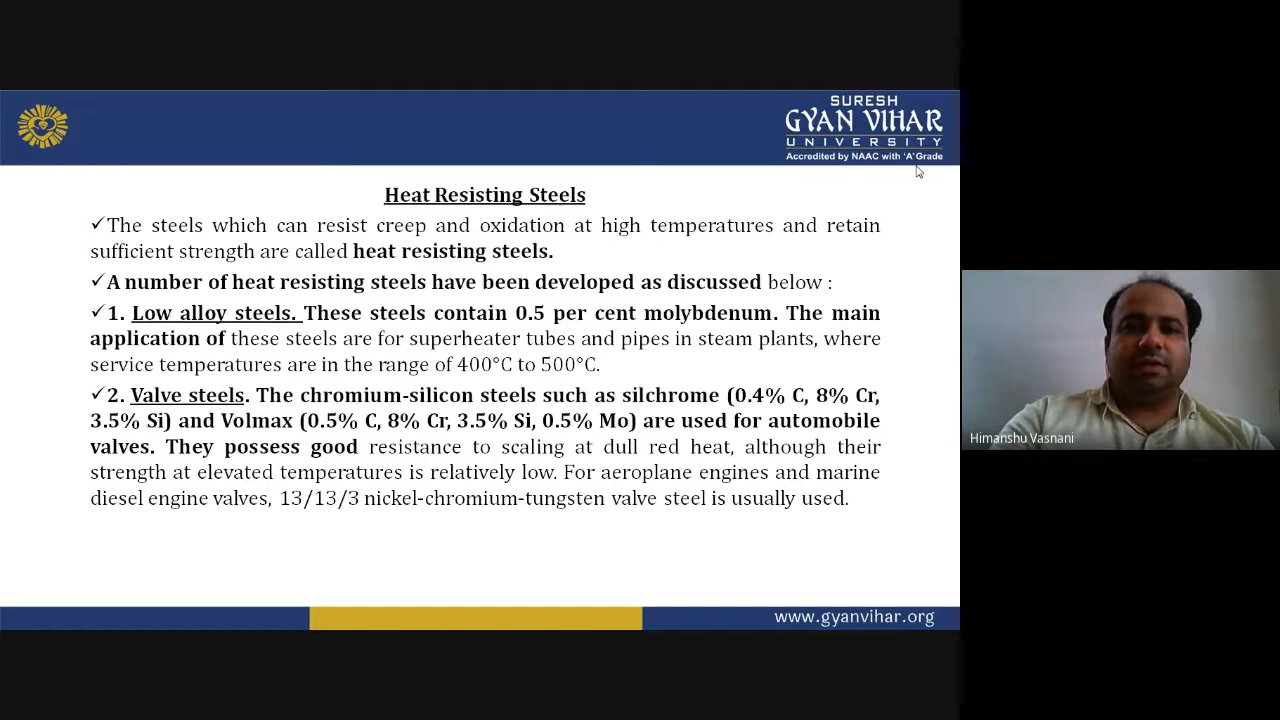 SURESH
GYAN VIHAR
UNIVERSITY
Accredited by NAAC with 'A' Grade
Heat Resisting Steels
✓The steels which can resist creep and oxidation at high temperatures and retain
sufficient strength are called heat resisting steels.
✓A number of heat resisting steels have been developed as discussed below :
✓1. Low alloy steels. These steels contain 0.5 per cent molybdenum. The main
application of these steels are for superheater tubes and pipes in steam plants, where
service temperatures are in the range of 400°C to 500°C.
✓2. Valve steels. The chromium-silicon steels such as silchrome (0.4% C, 8% Cr,
3.5% Si) and Volmax (0.5% C, 8% Cr, 3.5% Si, 0.5% Mo) are used for automobile
valves. They possess good resistance to scaling at dull red heat, although their
strength at elevated temperatures is relatively low. For aeroplane engines and marine
diesel engine valves, 13/13/3 nickel-chromium-tungsten valve steel is usually used.
Himanshu Vasnani
www.gyanvihar.org